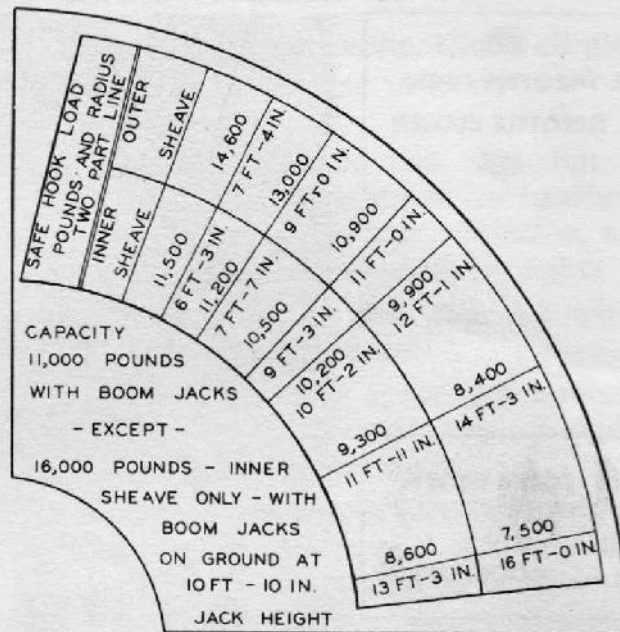 SAFE HOOK LOAD
POUNDS AND RADIUS
TWO PART LINE
OUTER
SHEAVE
INNER
SHEAVE
14,600
7 FT-4 IN.
13,000
9 FT-0 IN.
10,900
11 FT-0 IN.
9,900
12 FT-1 IN
8,400
14 FT-3 IN.
7,500
16 FT-0 IN.
11,500
6 FT-3 IN.
11,200
7 FT-7 IN.
10,500
9 FT-3 IN.
10,200
10 FT-2 IN.
9,300
11 FT-11 IN.
8,600
13 FT-3 IN.
CAPACITY
11,000 POUNDS
WITH BOOM JACKS
- EXCEPT -
16,000 POUNDS - INNER
SHEAVE ONLY - WITH
BOOM JACKS
ON GROUND AT
10 FT - 10 IN.
JACK HEIGHT